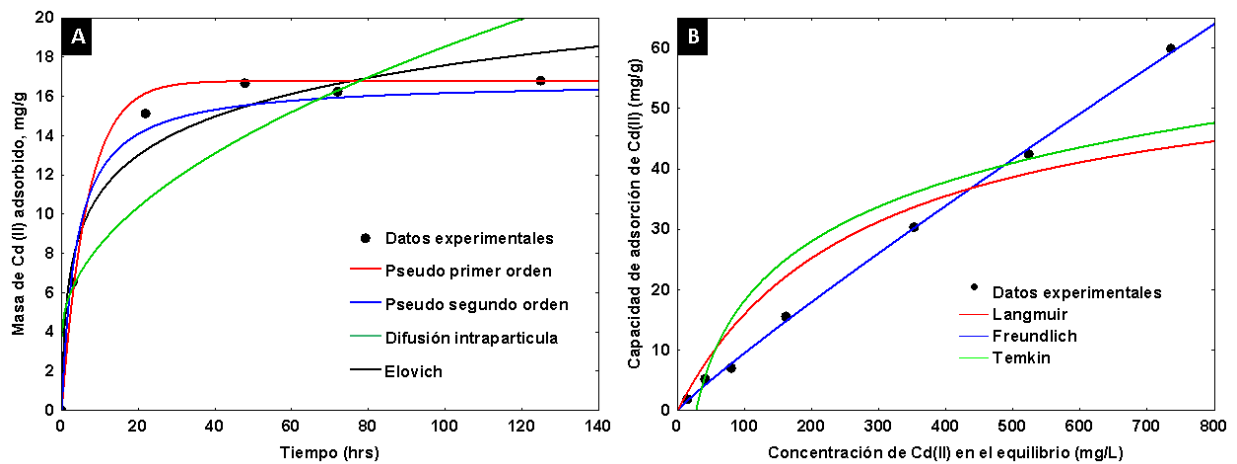 A
Masa de Cd (II) adsorbido, mg/g
20
18
16
14
12
10
8
6
4
2
0
Datos experimentales
Pseudo primer orden
Pseudo segundo orden
Difusión intraparticula
Elovich
0 20 40 60 80 100 120 140
Tiempo (hrs)
B
Capacidad de adsorción de Cd(II) (mg/g)
60
50
40
30
20
10
0
Datos experimentales
Langmuir
Freundlich
Temkin
0 100 200 300 400 500 600 700 800
Concentración de Cd(II) en el equilibrio (mg/L)